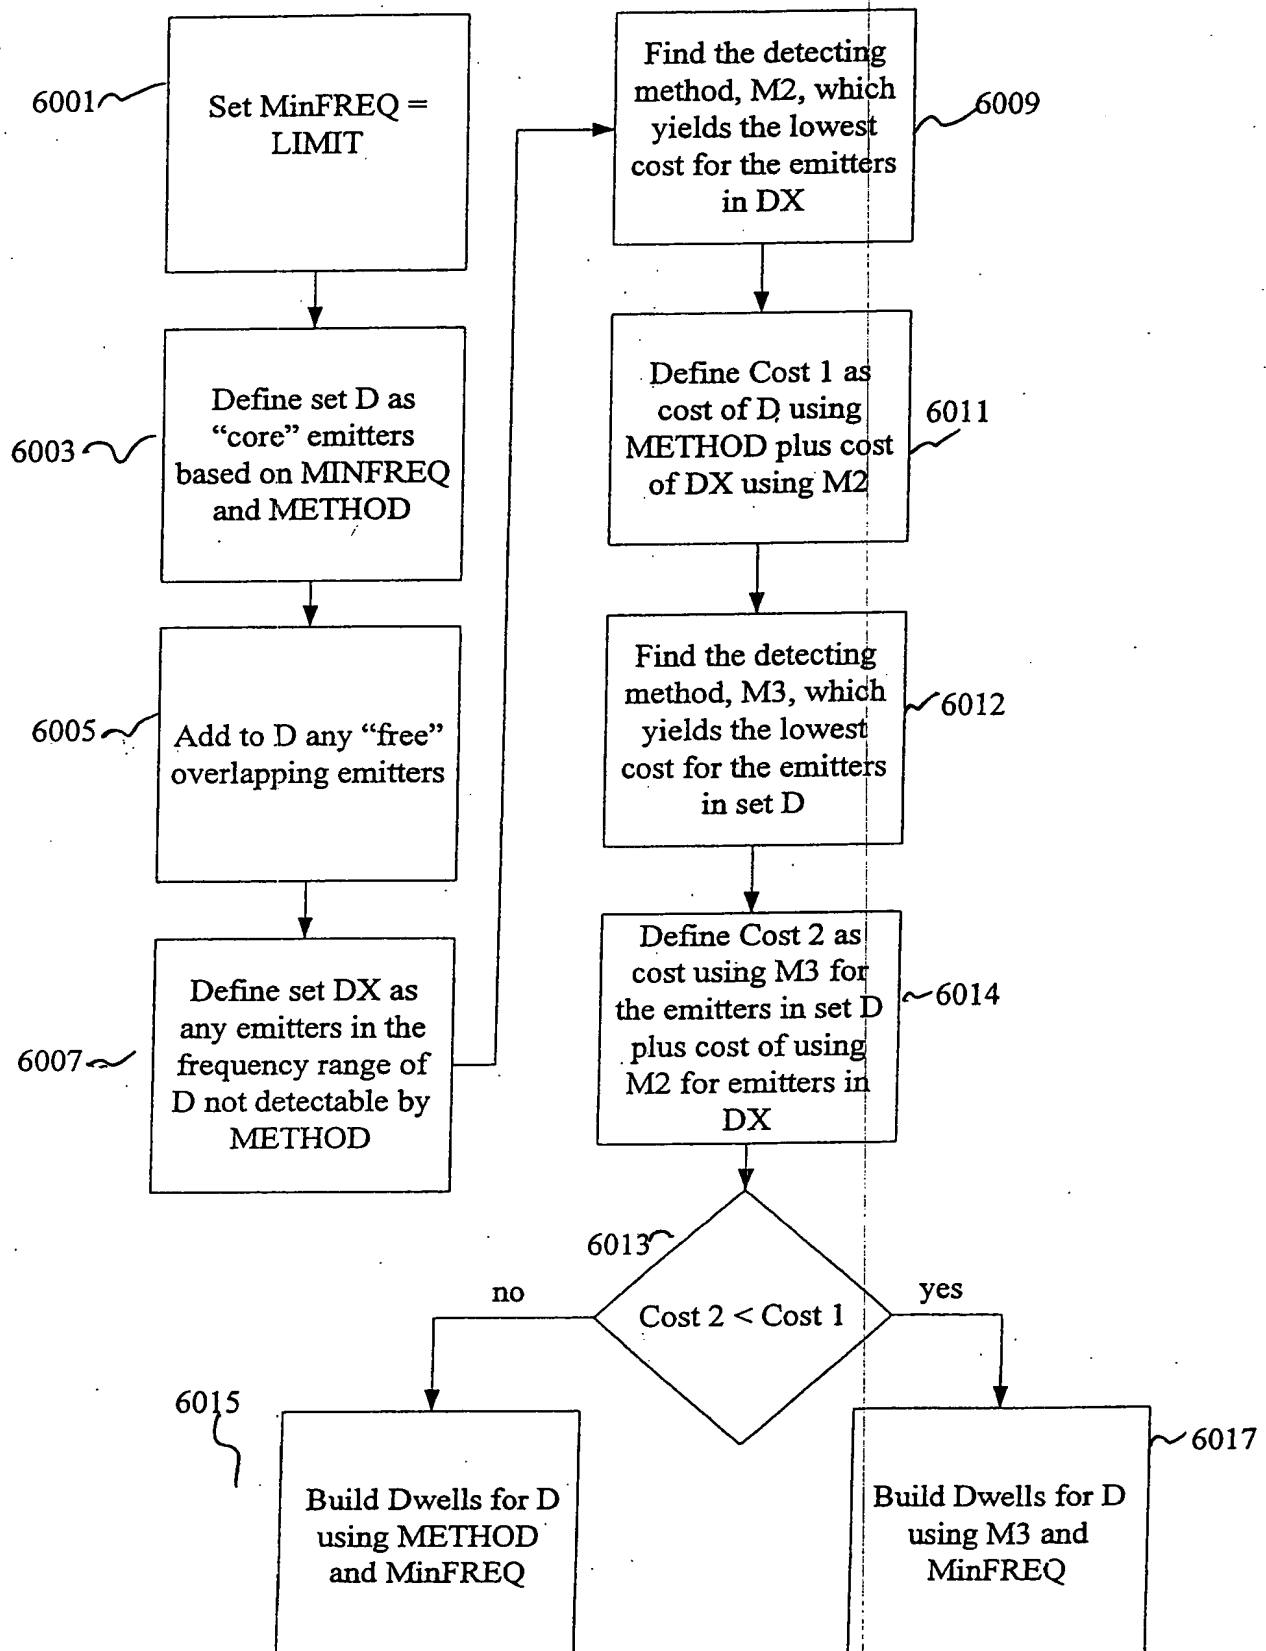 6001
Set MinFREQ =
LIMIT
6003
Define set D as
“core” emitters
based on MINFREQ
and METHOD
6005
Add to D any “free”
overlapping emitters
6007
Define set DX as
any emitters in the
frequency range of
D not detectable by
METHOD
Find the detecting
method, M2, which
yields the lowest
cost for the emitters
in DX
6009
Define Cost 1 as
cost of D using
METHOD plus cost
of DX using M2
6011
Find the detecting
method, M3, which
yields the lowest
cost for the emitters
in set D
6012
Define Cost 2 as
cost using M3 for
the emitters in set D
plus cost of using
M2 for emitters in
DX
6014
6013
Cost 2 < Cost 1
no
yes
6015
Build Dwells for D
using METHOD
and MinFREQ
6017
Build Dwells for D
using M3 and
MinFREQ